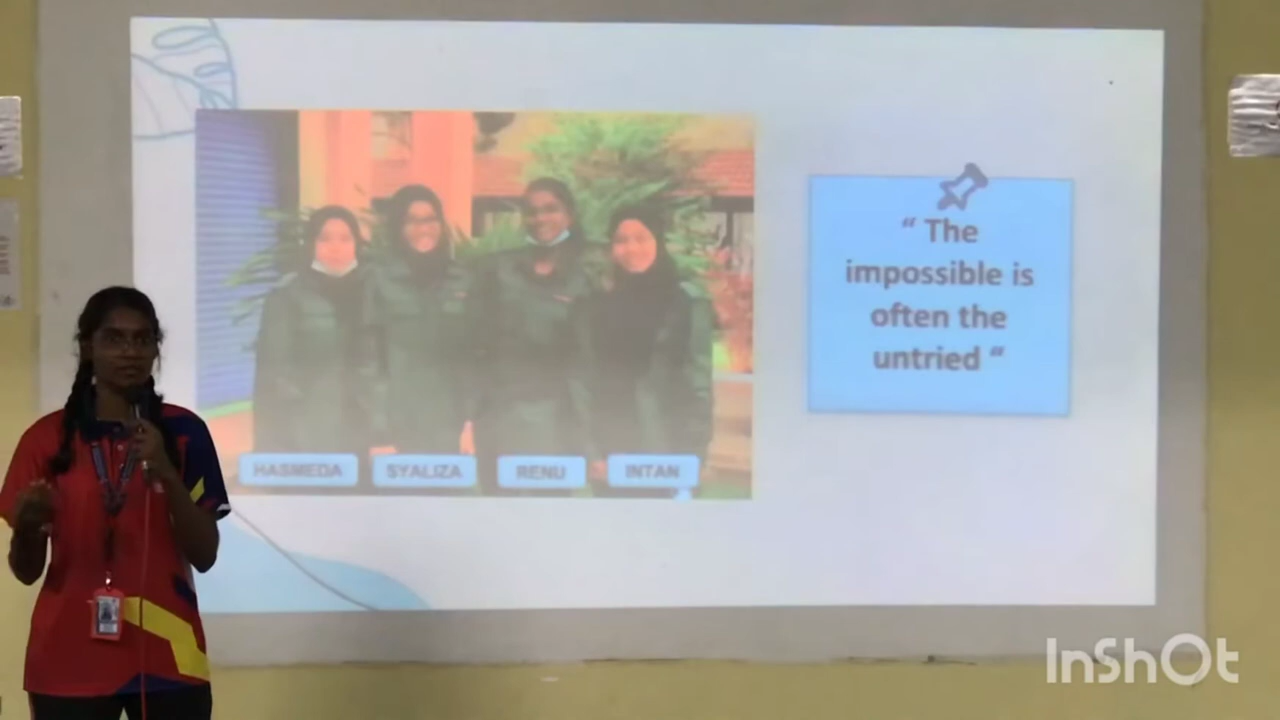 “ The
impossible is
often the
untried “
HASMEDA
SYALIZA
RENU
INTAN
InShOt